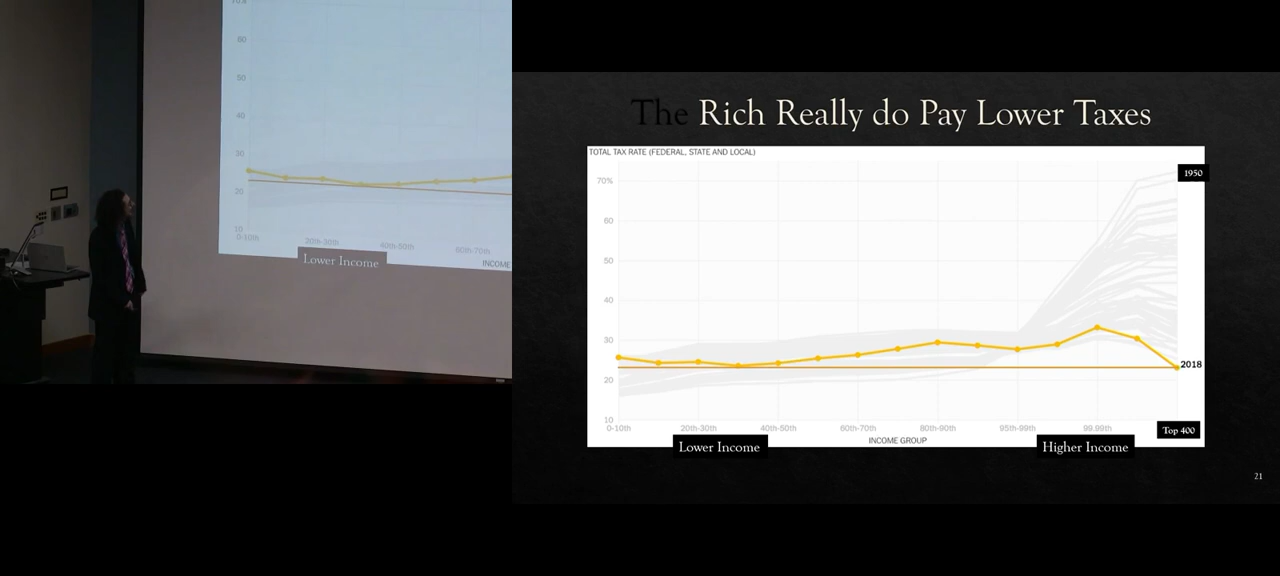 70%
60
50
40
30
20
10
0-10th
20th-30th
40th-50th
60th-70th
Lower Income
INCOME
The Rich Really do Pay Lower Taxes
TOTAL TAX RATE (FEDERAL, STATE AND LOCAL)
1950
70%
60
50
40
30
2018
20
10
0-10th
20th-30th
40th-50th
60th-70th
80th-90th
95th-99th
99.99th
Top 400
INCOME GROUP
Lower Income
Higher Income
21